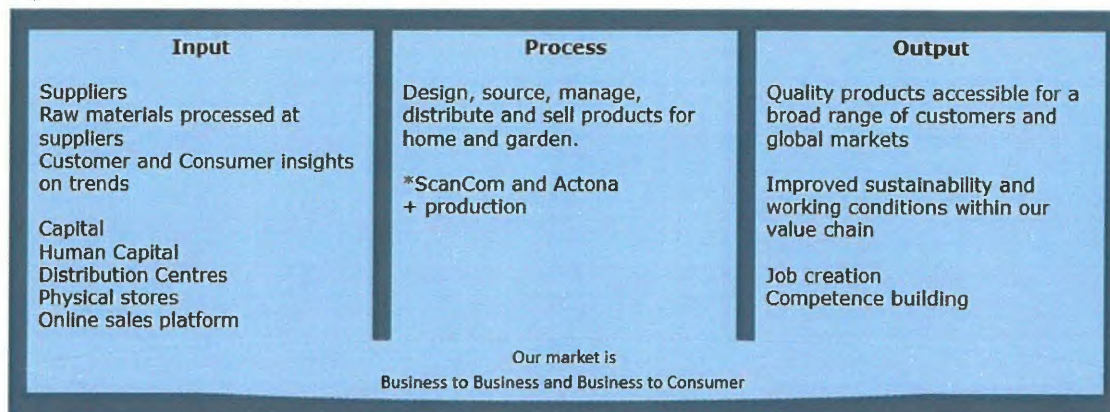 Input
Suppliers
Raw materials processed at
suppliers
Customer and Consumer insights
on trends
Capital
Human Capital
Distribution Centres
Physical stores
Online sales platform
Process
Design, source, manage,
distribute and sell products for
home and garden.
*ScanCom and Actona
+ production
Output
Quality products accessible for a
broad range of customers and
global markets
Improved sustainability and
working conditions within our
value chain
Job creation
Competence building
Our market is
Business to Business and Business to Consumer